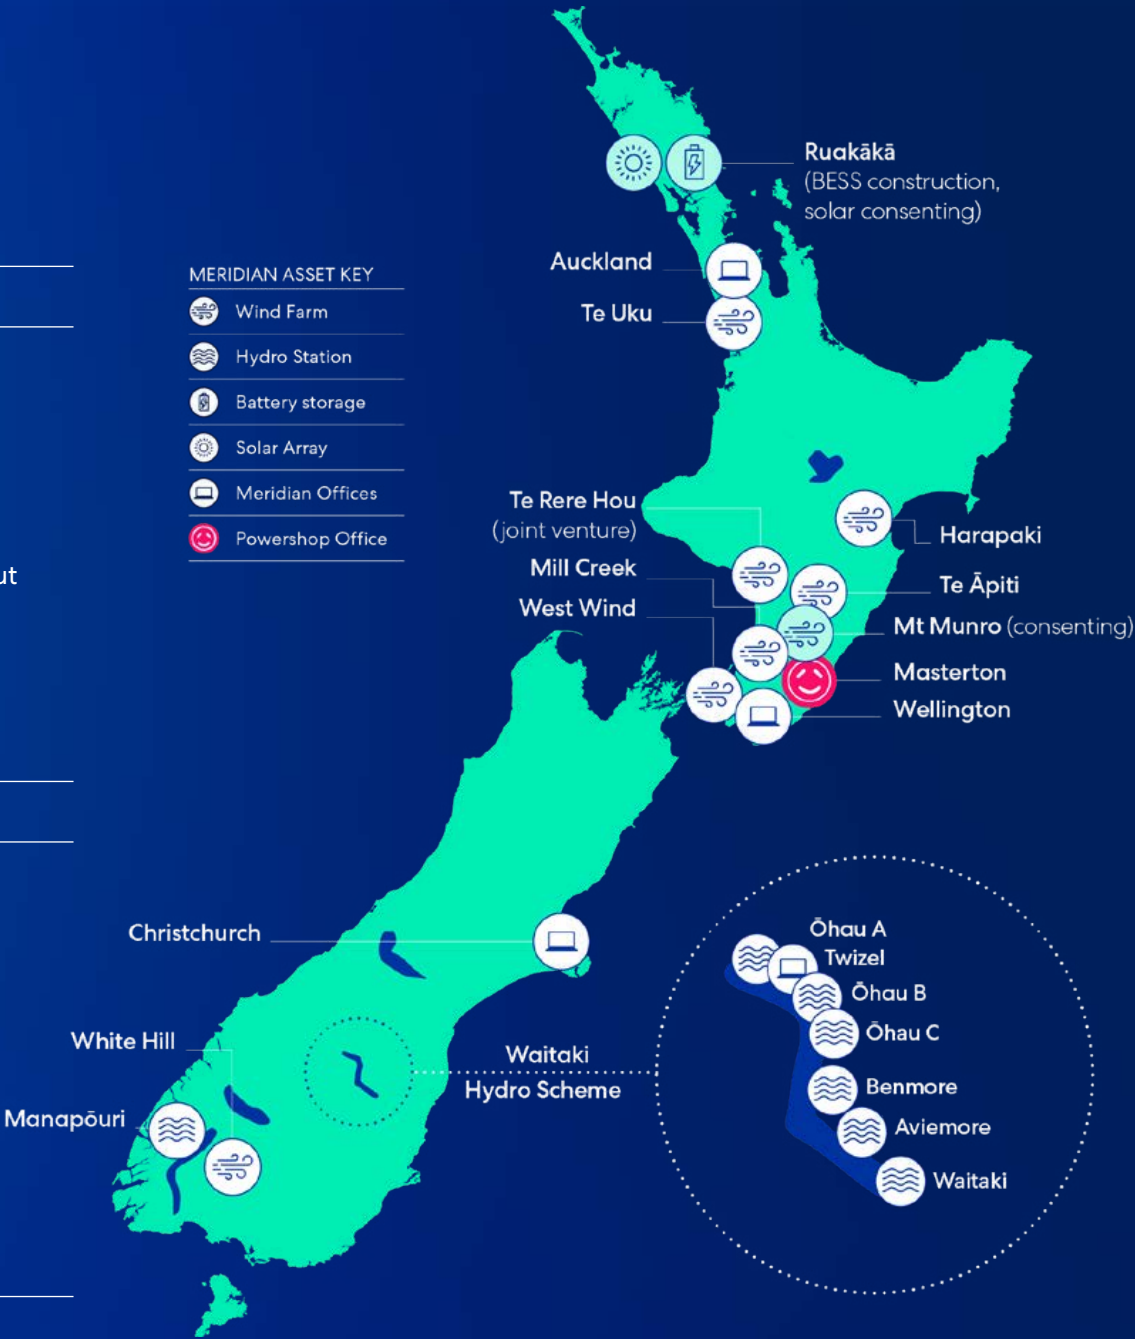 Ruakākā
(BESS construction,
solar consenting)
Auckland
Te Uku
MERIDIAN ASSET KEY
Wind Farm
Hydro Station
Battery storage
Solar Array
Meridian Offices
Powershop Office
ut
Te Rere Hou
(joint venture)
Mill Creek
West Wind
Harapaki
Te Āpiti
Mt Munro (consenting)
Masterton
Wellington
Christchurch
White Hill
Manapōuri
Waitaki
Hydro Scheme
Ōhau A
Twizel
Ōhau B
Ōhau C
Benmore
Aviemore
Waitaki